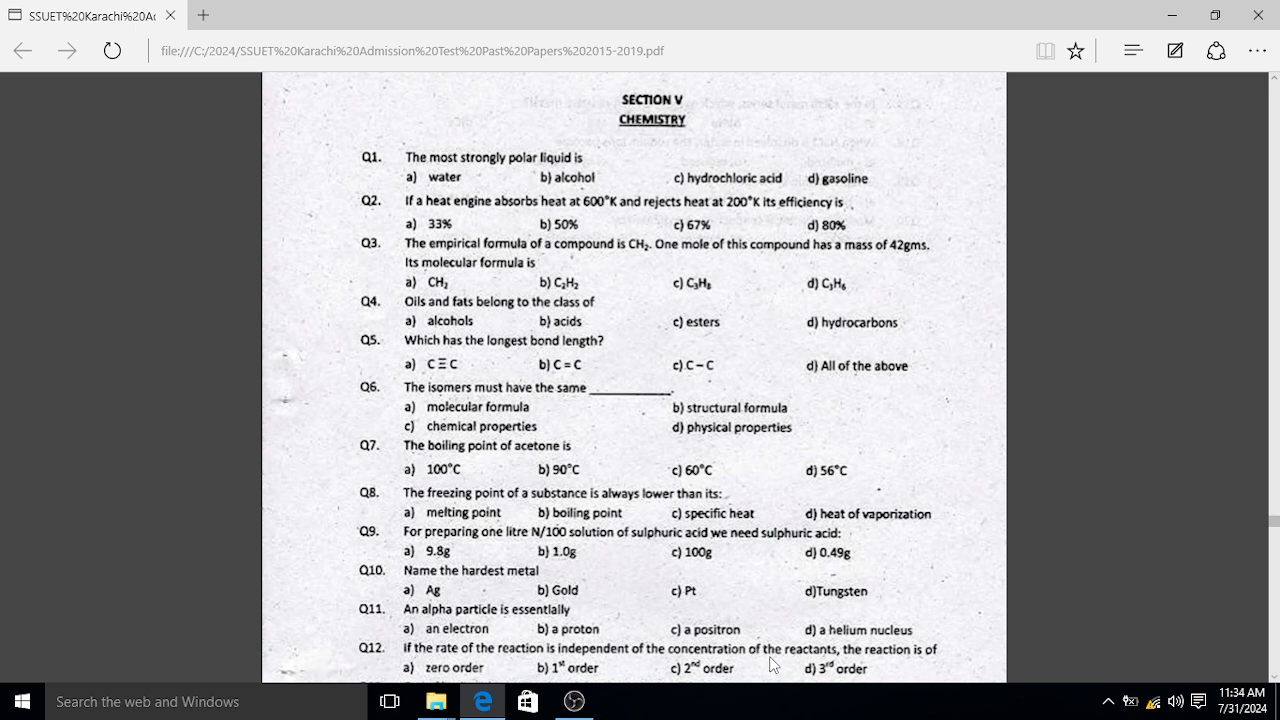 SSUET%20Karachi%20Ac
file:///C:/2024/SSUET%20Karachi%20Admission%20Test%20Past%20Papers%202015-2019.pdf
SECTION V
CHEMISTRY
Q1. The most strongly polar liquid is
a) water b) alcohol c) hydrochloric acid d) gasoline
Q2. If a heat engine absorbs heat at 600°K and rejects heat at 200°K its efficiency is
a) 33% b) 50% c) 67% d) 80%
Q3. The empirical formula of a compound is CH₂. One mole of this compound has a mass of 42gms.
Its molecular formula is
a) CH₂ b) C₂H₂ c) C₃H₈ d) C₃H₆
Q4. Oils and fats belong to the class of
a) alcohols b) acids c) esters d) hydrocarbons
Q5. Which has the longest bond length?
a) C≡C b) C = C c) C – C d) All of the above
Q6. The isomers must have the same __________.
a) molecular formula b) structural formula
c) chemical properties d) physical properties
Q7. The boiling point of acetone is
a) 100°C b) 90°C c) 60°C d) 56°C
Q8. The freezing point of a substance is always lower than its:
a) melting point b) boiling point c) specific heat d) heat of vaporization
Q9. For preparing one litre N/100 solution of sulphuric acid we need sulphuric acid:
a) 9.8g b) 1.0g c) 100g d) 0.49g
Q10. Name the hardest metal
a) Ag b) Gold c) Pt d)Tungsten
Q11. An alpha particle is essentially
a) an electron b) a proton c) a positron d) a helium nucleus
Q12. If the rate of the reaction is independent of the concentration of the reactants, the reaction is of
a) zero order b) 1st order c) 2nd order d) 3rd order
Search the web and Windows
11:34 AM
7/31/2024